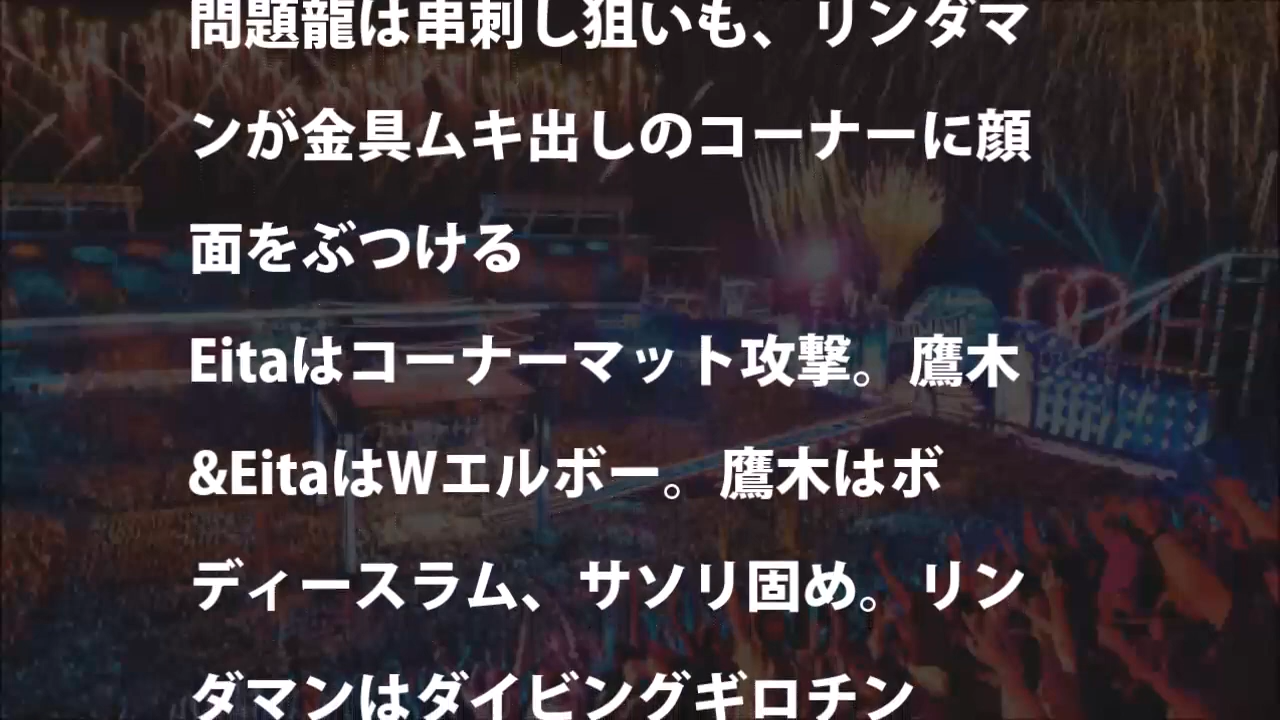 問題龍は串刺し狙いも、リンダマ
ンが金具ムキ出しのコーナーに顔
面をぶつける
Eitaはコーナーマット攻撃。鷹木
&EitaはWエルボー。鷹木はボ
ディースラム、サソリ固め。リン
ダマンはダイビングギロチン